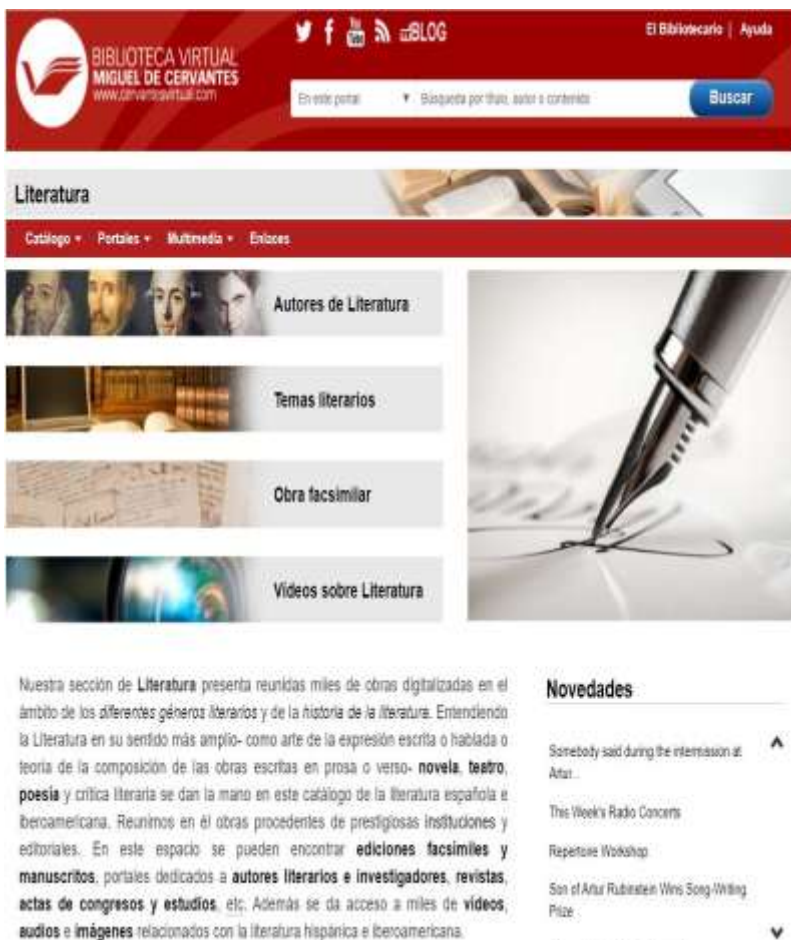 BIBLIOTECA VIRTUAL
MIGUEL DE CERVANTES
www.cervantesvirtual.com
You
Tube
BLOG
El Bibliotecario | Ayuda
En este portal
Búsqueda por título, autor o contenido
Buscar
Literatura
Catálogo
Portales
Multimedia
Enlaces
Autores de Literatura
Temas literarios
Obra facsimilar
Vídeos sobre Literatura
Nuestra sección de Literatura presenta reunidas miles de obras digitalizadas en el
ámbito de los diferentes géneros literarios y de la historia de la literatura. Entendiendo
la Literatura en su sentido más amplio- como arte de la expresión escrita o hablada o
teoría de la composición de las obras escritas en prosa o verso- novela, teatro,
poesía y crítica literaria se dan la mano en este catálogo de la literatura española e
iberoamericana. Reunimos en él obras procedentes de prestigiosas instituciones y
editoriales. En este espacio se pueden encontrar ediciones facsímiles y
manuscritos, portales dedicados a autores literarios e investigadores, revistas,
actas de congresos y estudios, etc. Además se da acceso a miles de vídeos,
audios e imágenes relacionados con la literatura hispánica e iberoamericana.
Novedades
Somebody said during the intermission at
Artur...
This Week's Radio Concerts
Repertoire Workshop
Son of Artur Rubinstein Wins Song-Writing
Prize